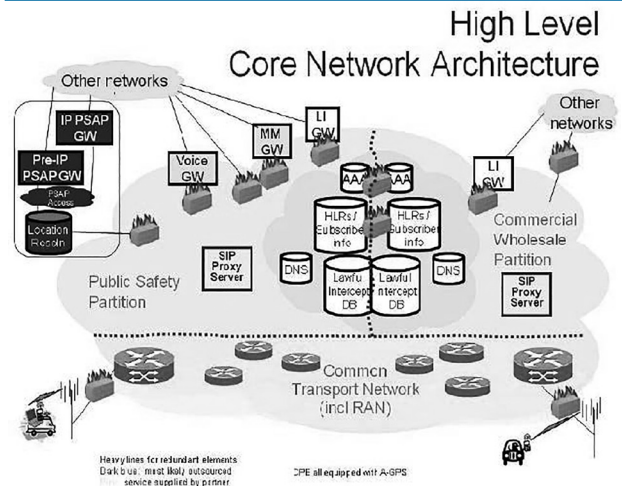 High Level
Core Network Architecture
Other networks
IP PSAP
GW
Pre-IP
PSAP GW
PSAP
Access
Location
Voice
GW
MM
GW
LI
GW
AAA
AAA
HLRs /
Subscriber
info
HLRs /
Subscriber
info
DNS
DNS
Lawful
Intercept
DB
Lawful
Intercept
DB
SIP
Proxy
Server
Public Safety
Partition
LI
GW
Other
networks
Commercial
Wholesale
Partition
SIP
Proxy
Server
Common
Transport Network
(incl RAN)
Heavy lines for redundant elements
Dark blue: most likely outsourced
service supplied by partner
CPE all equipped with A-GPS